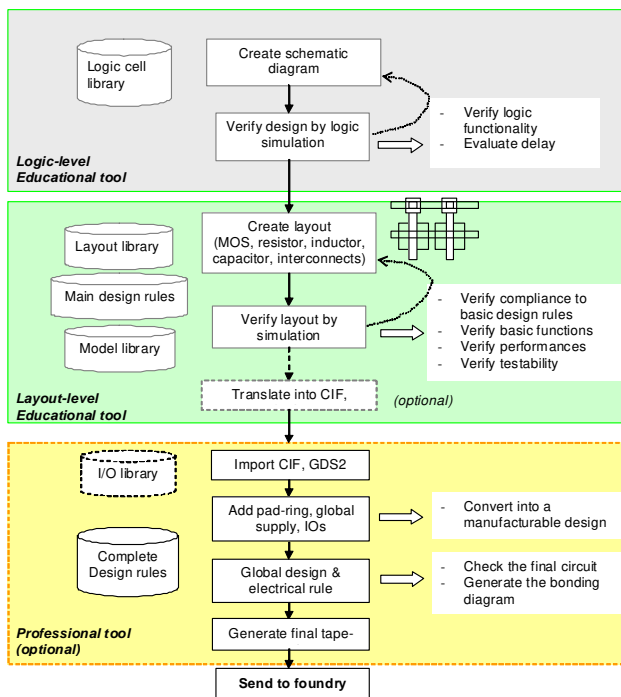 Create schematic
diagram
Logic cell
library
Verify design by logic
simulation
- Verify logic
functionality
- Evaluate delay
Logic-level
Educational tool
Create layout
(MOS, resistor, inductor,
capacitor, interconnects)
Layout library
Main design rules
Model library
Verify layout by
simulation
- Verify compliance to
basic design rules
- Verify basic functions
- Verify performances
- Verify testability
Translate into CIF,
(optional)
Layout-level
Educational tool
I/O library
Import CIF, GDS2
Add pad-ring, global
supply, IOs
- Convert into a
manufacturable design
Complete
Design rules
Global design &
electrical rule
- Check the final circuit
- Generate the bonding
diagram
Generate final tape-
Professional tool
(optional)
Send to foundry